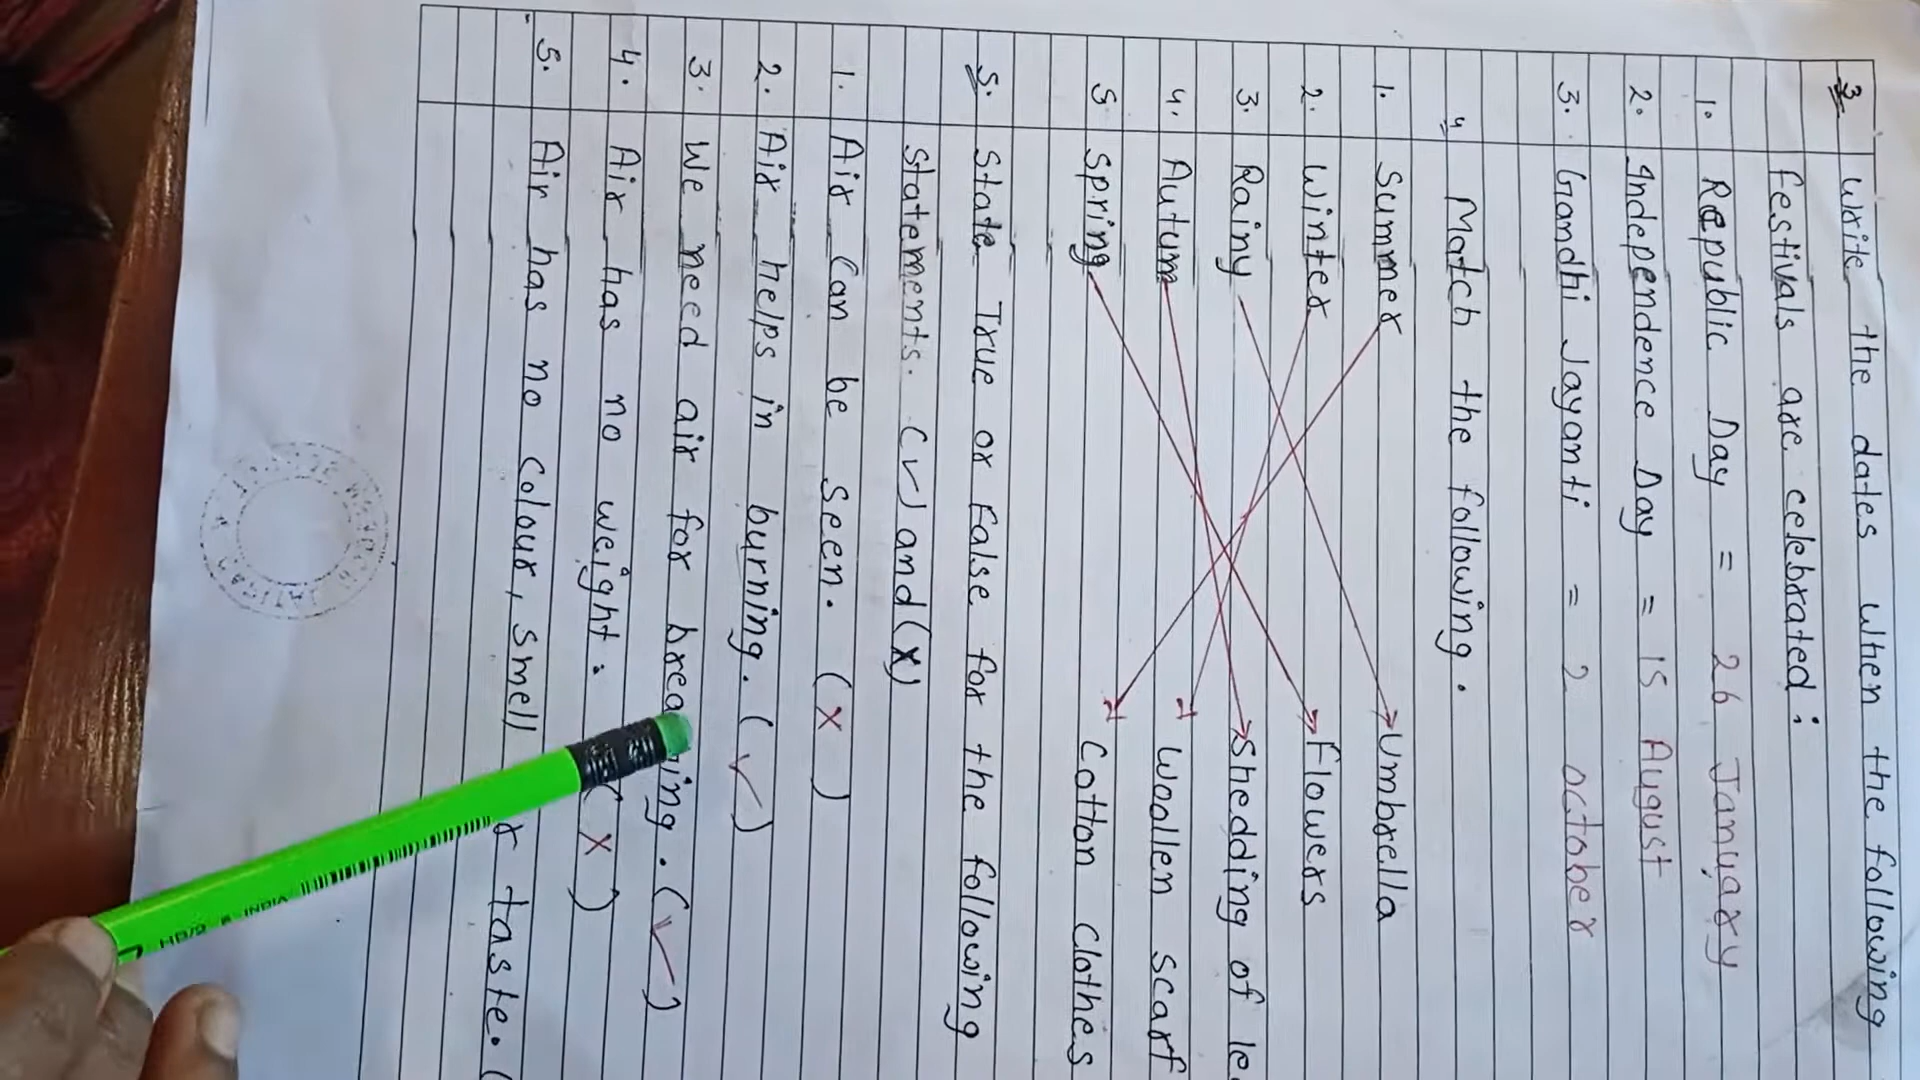 3 Write the dates when the following
festivals are celebrated :
1. Republic Day = 26 January
2. Independence Day = 15 August
3. Gandhi Jayanti = 2 october
4 Match the following.
1. Summer Umbrella
2. Winter Flowers
3. Rainy Shedding of
4. Autum Woollen scarf
5 Spring Cotton clothes
5. State True or False for the following
statements. (✓) and (x)
1. Air can be seen. (x)
2. Air helps in burning. (✓)
3. We need air for ing. (✓)
4. Air has no weight. (x)
5. Air has no colour, smell taste. (
HB/2 INDIA